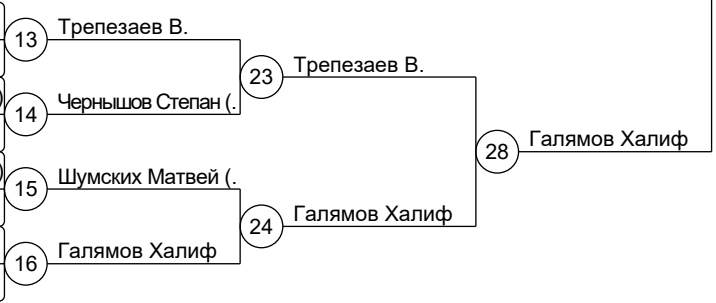 13 Трепезаев В.
23 Трепезаев В.
14 Чернышов Степан (.
28 Галямов Халиф
15 Шумских Матвей (.
24 Галямов Халиф
16 Галямов Халиф